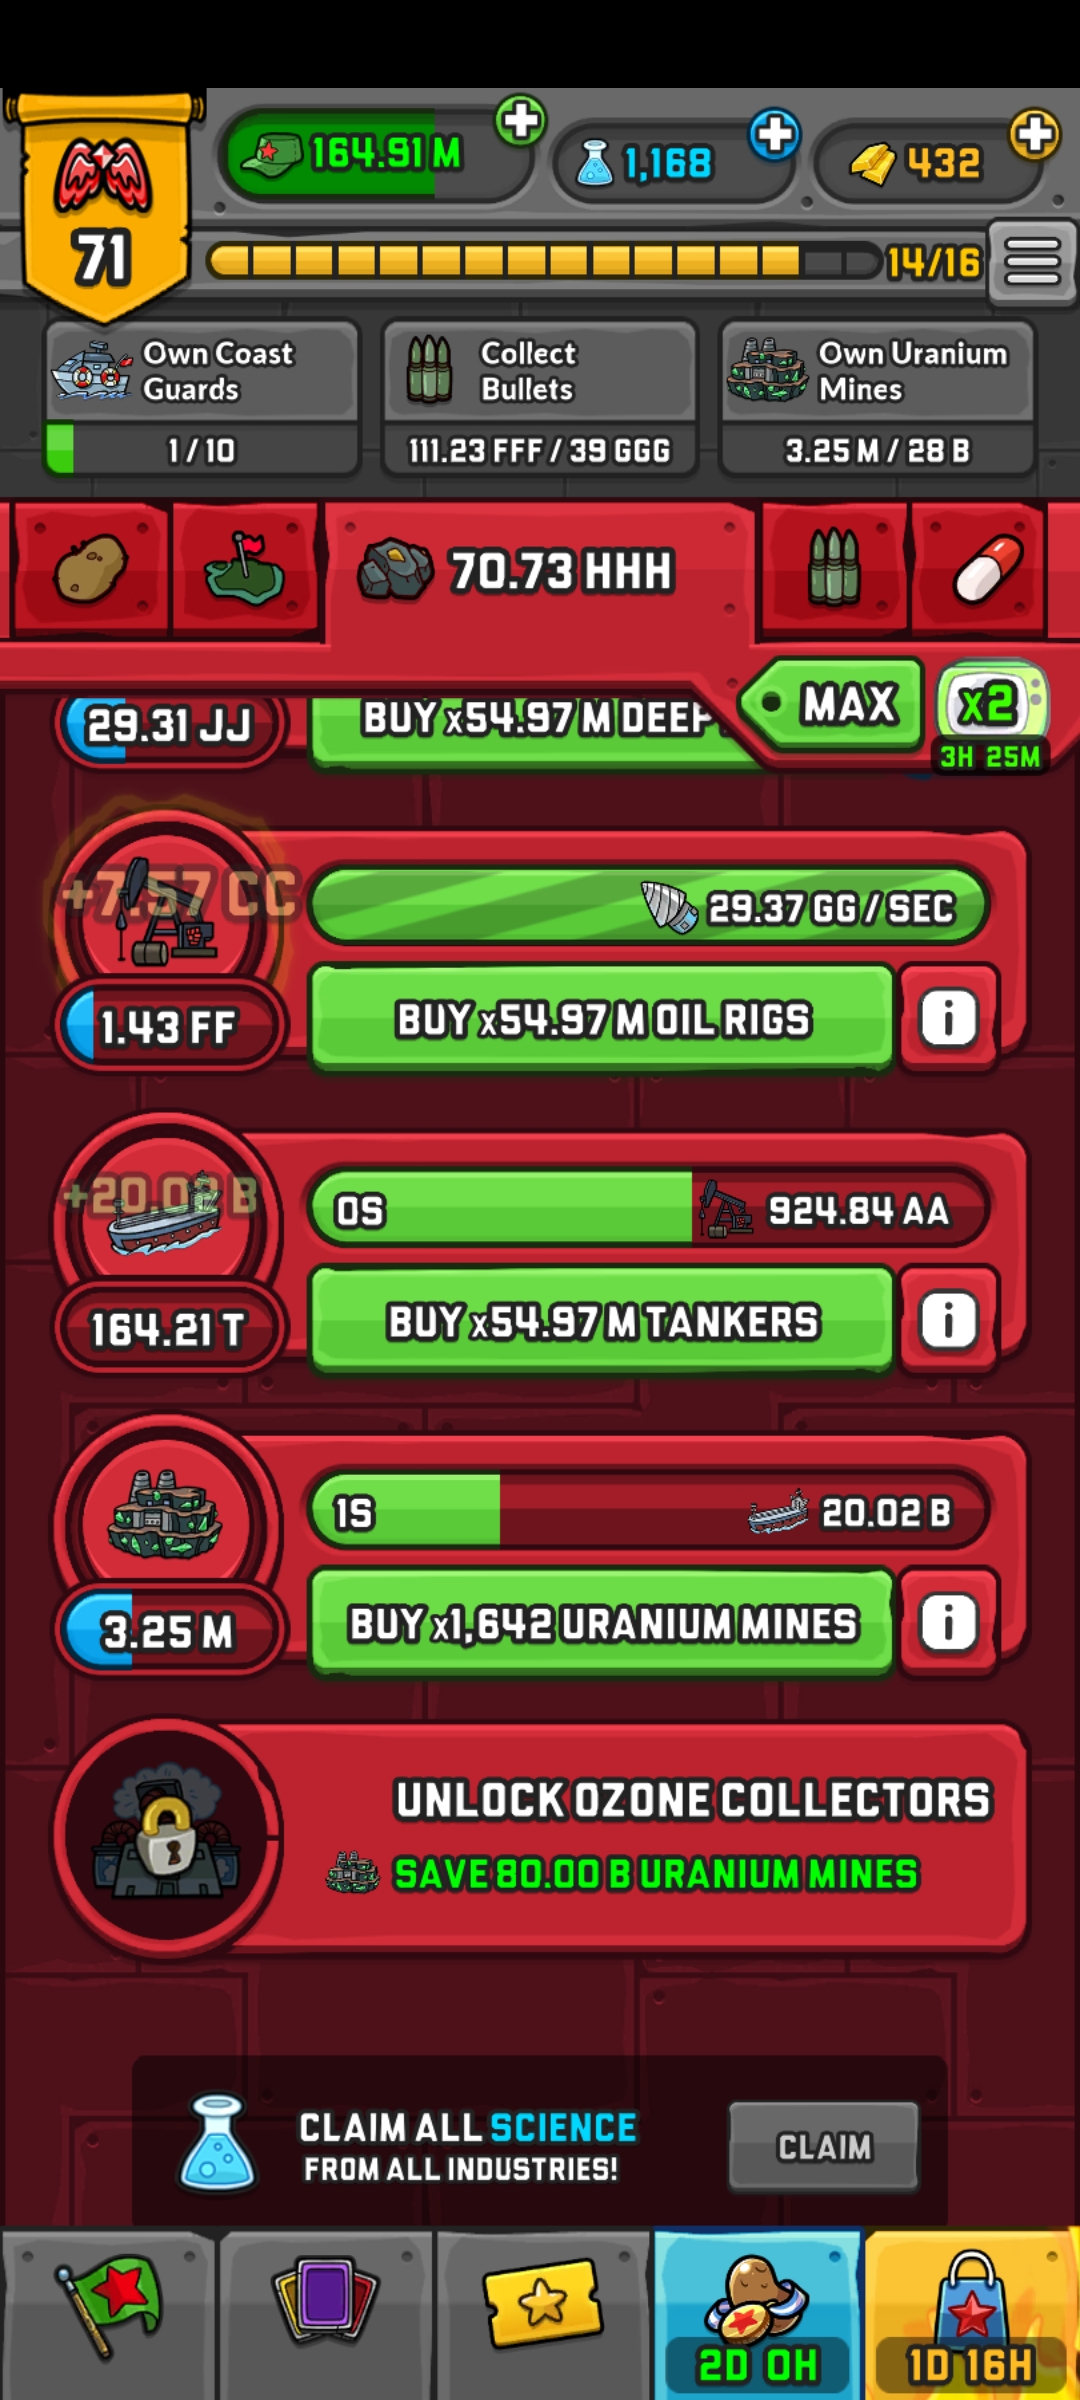 164.91 M
1,168
432
71
14/16
Own Coast
Guards
1 / 10
Collect
Bullets
111.23 FFF / 39 GGG
Own Uranium
Mines
3.25 M / 28 B
70.73 HHH
MAX
x2
3H 25M
29.31 JJ
BUY x54.97 M DEEP
+7.57 CC
29.37 GG / SEC
1.43 FF
BUY x54.97 M OIL RIGS
i
+20.02 B
0S
924.84 AA
164.21 T
BUY x54.97 M TANKERS
i
1S
20.02 B
3.25 M
BUY x1,642 URANIUM MINES
i
UNLOCK OZONE COLLECTORS
SAVE 80.00 B URANIUM MINES
CLAIM ALL SCIENCE
FROM ALL INDUSTRIES!
CLAIM
2D 0H
1D 16H